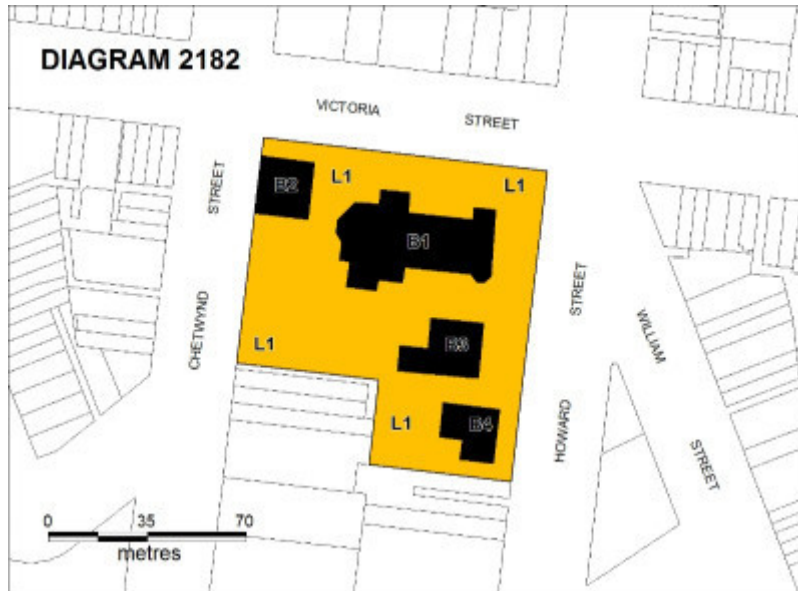 DIAGRAM 2182
VICTORIA STREET
STREET
B2
L1
L1
B1
CHETWYND
STREET
WILLIAM
L1
B3
L1
B4
HOWARD
STREET
0 35 70
metres